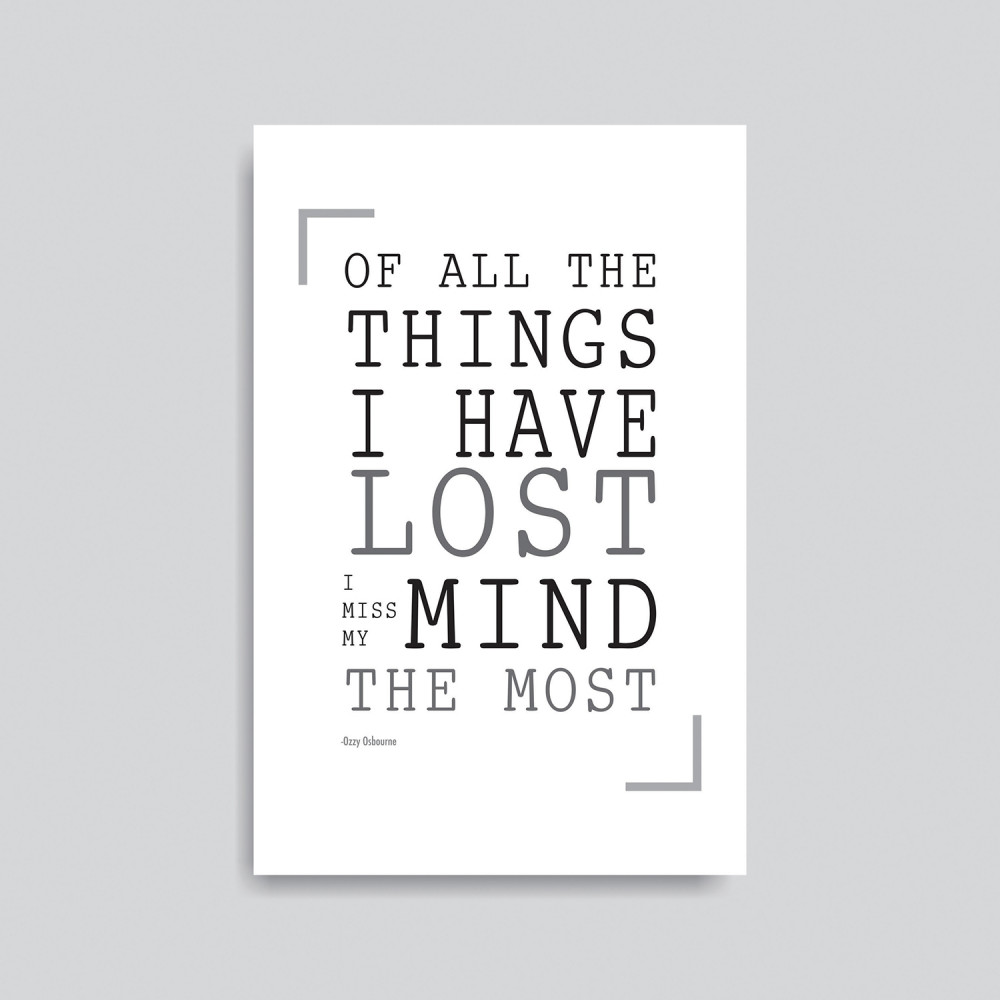 OF ALL THE
THINGS
I HAVE
LOST
I
MISS
MY
MIND
THE MOST
-Ozzy Osbourne